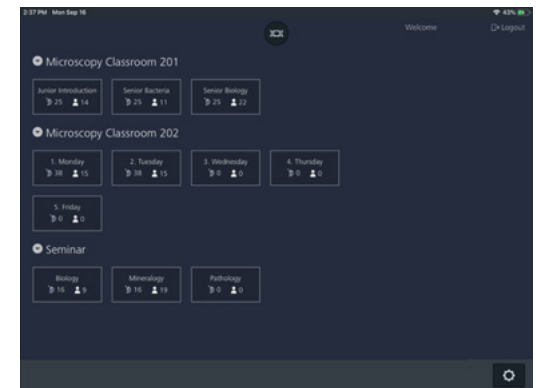 2:37 PM Mon Sep 16 43%
Welcome Logout
Microscopy Classroom 201
Junior Introduction Senior Bacteria Senior Biology
25 14 25 11 25 22
Microscopy Classroom 202
1. Monday 2. Tuesday 3. Wednesday 4. Thursday
38 15 38 15 0 0 0 0
5. Friday
0 0
Seminar
Biology Mineralogy Pathology
16 9 16 19 0 0